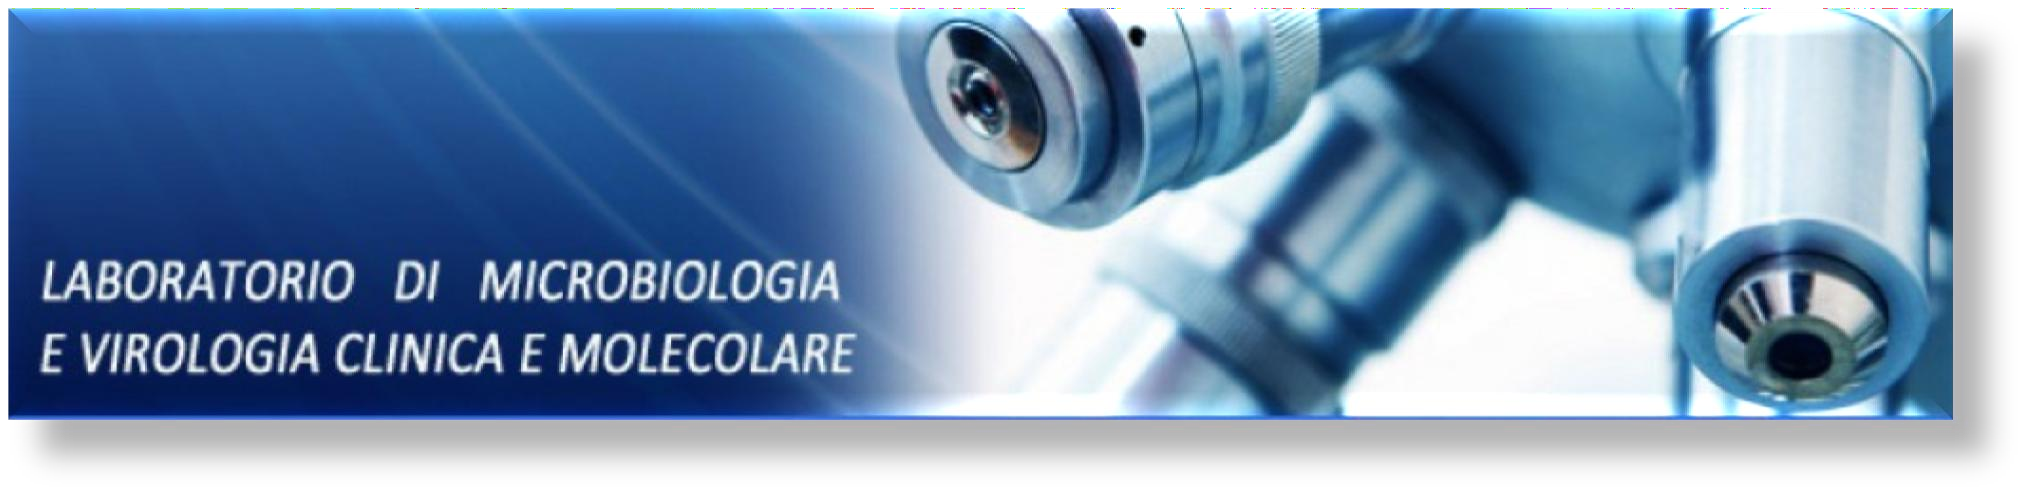 LABORATORIO DI MICROBIOLOGIA
E VIROLOGIA CLINICA E MOLECOLARE